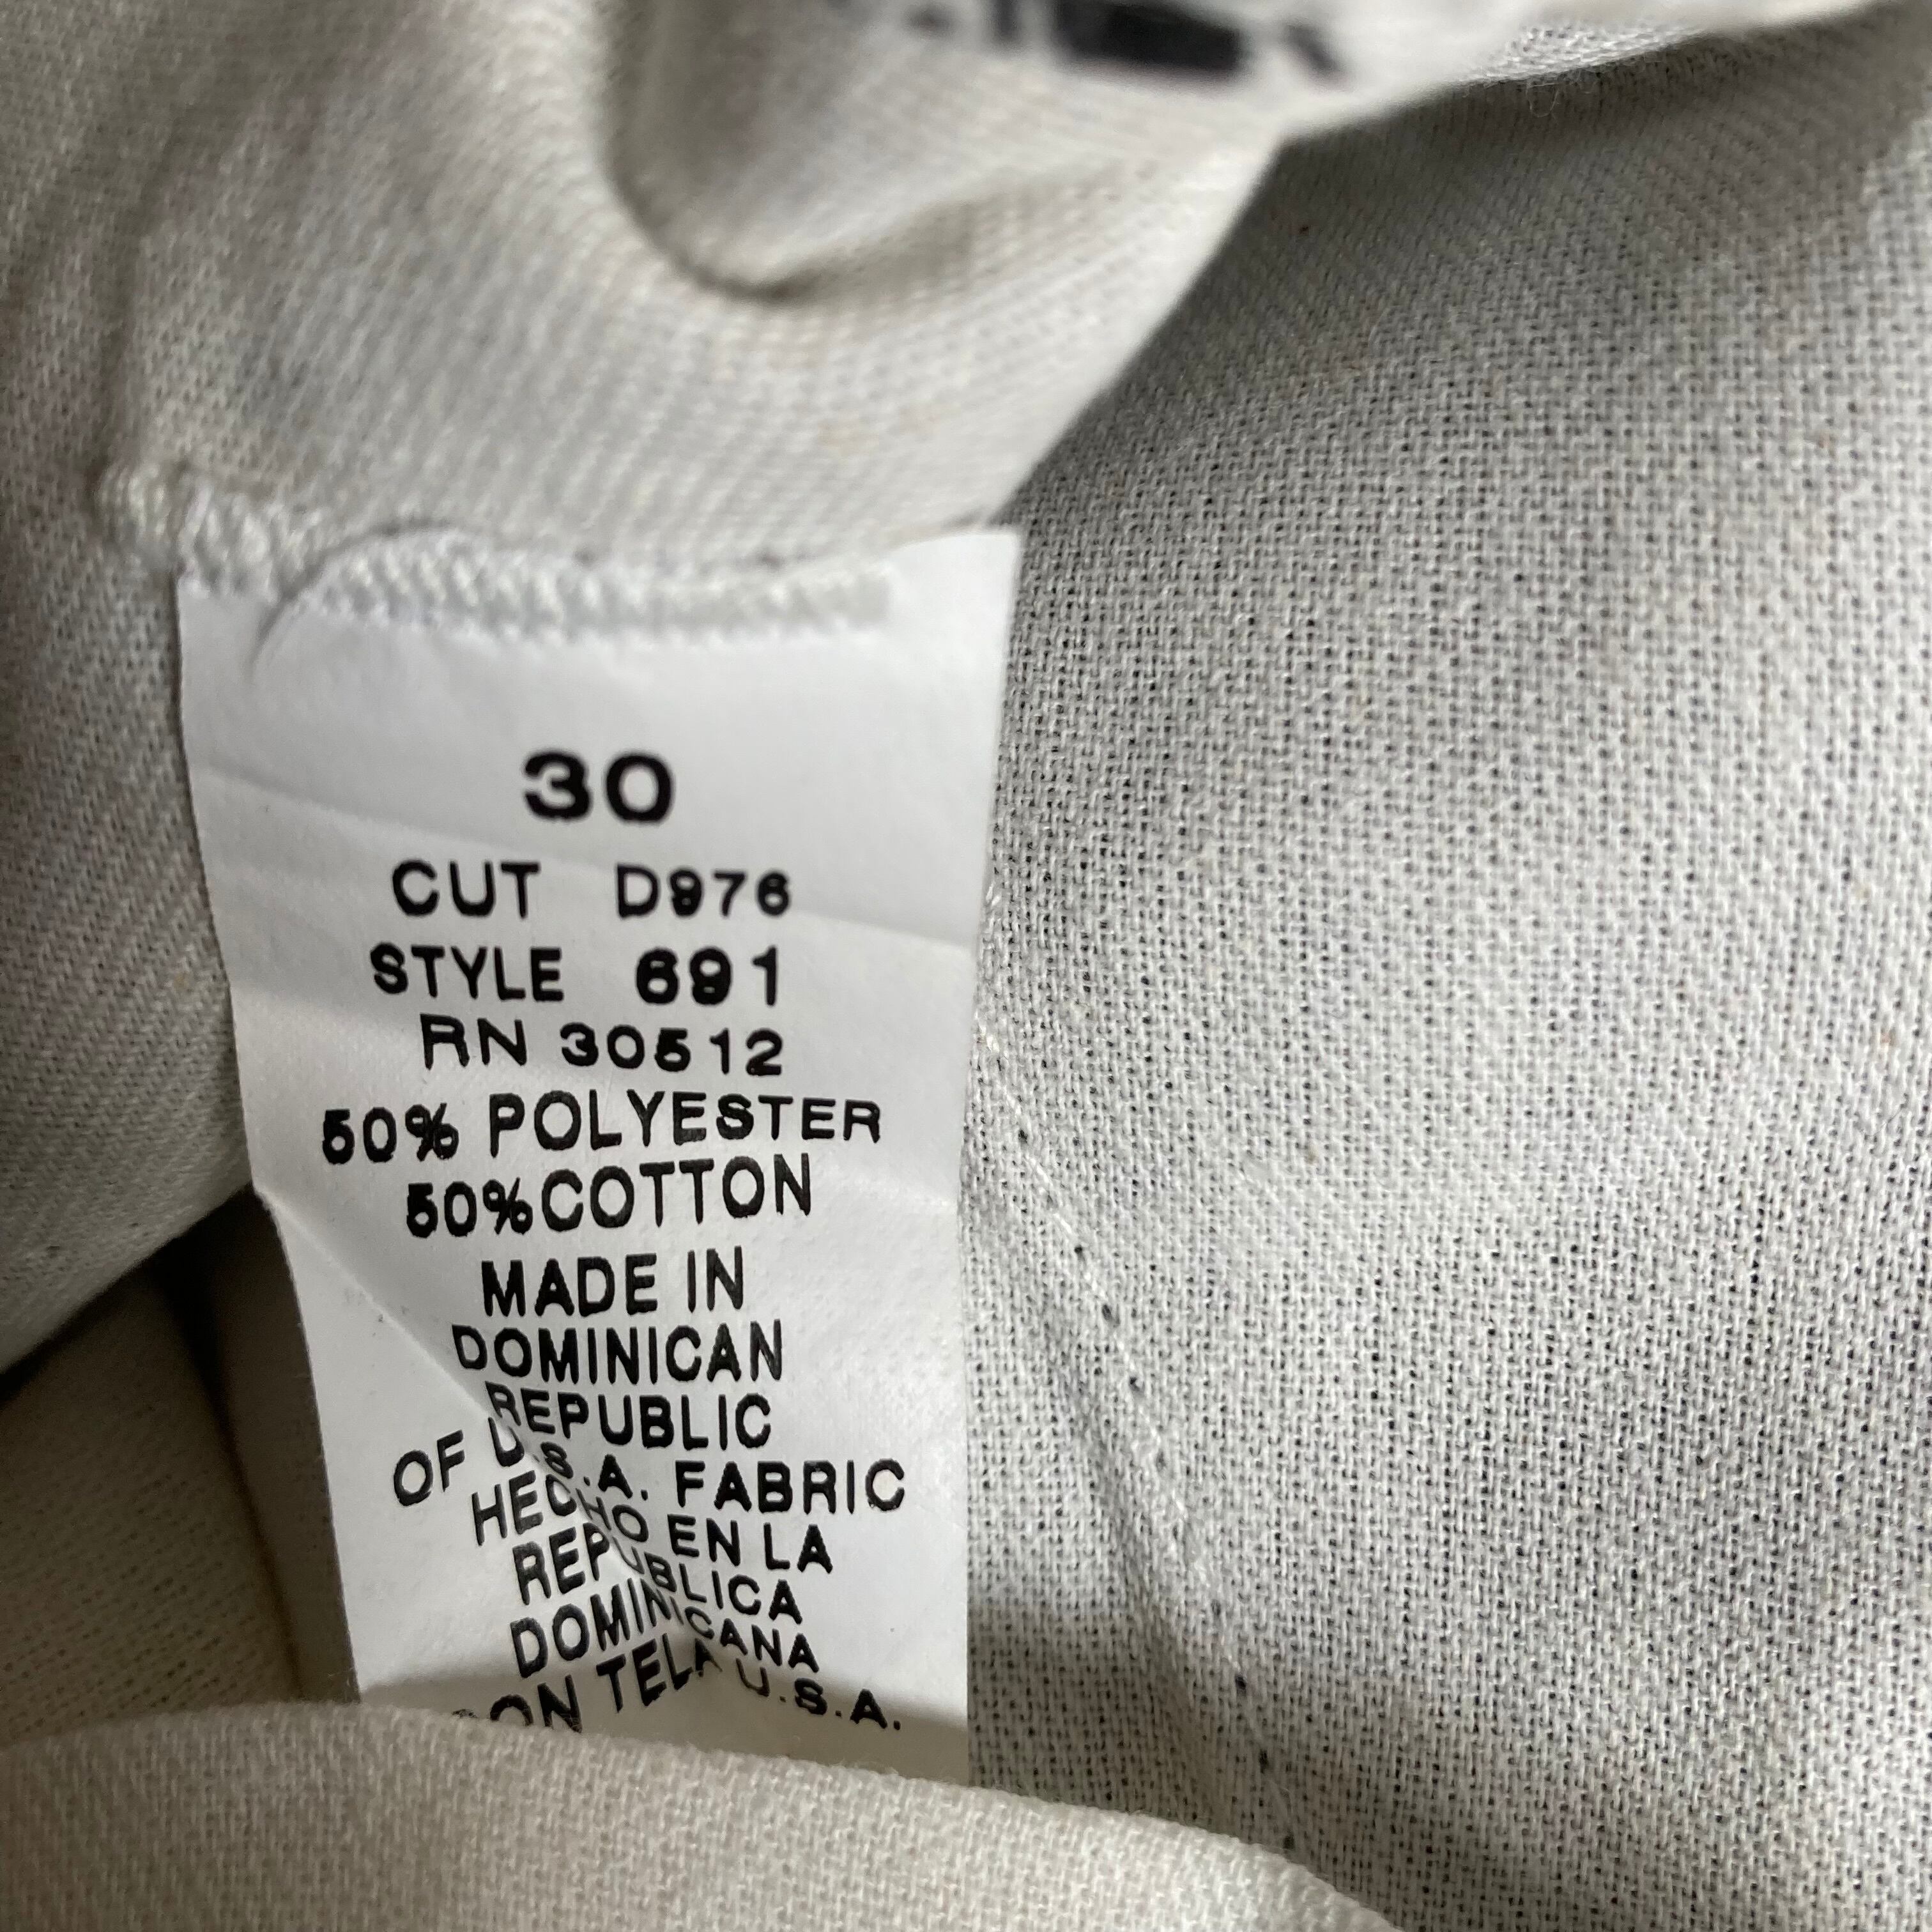 30
CUT D976
STYLE 691
RN 30512
50% POLYESTER
50% COTTON
MADE IN
DOMINICAN
REPUBLIC
OF U.S.A. FABRIC
HECHO EN LA
REPUBLICA
DOMINICANA
CON TELA U.S.A.